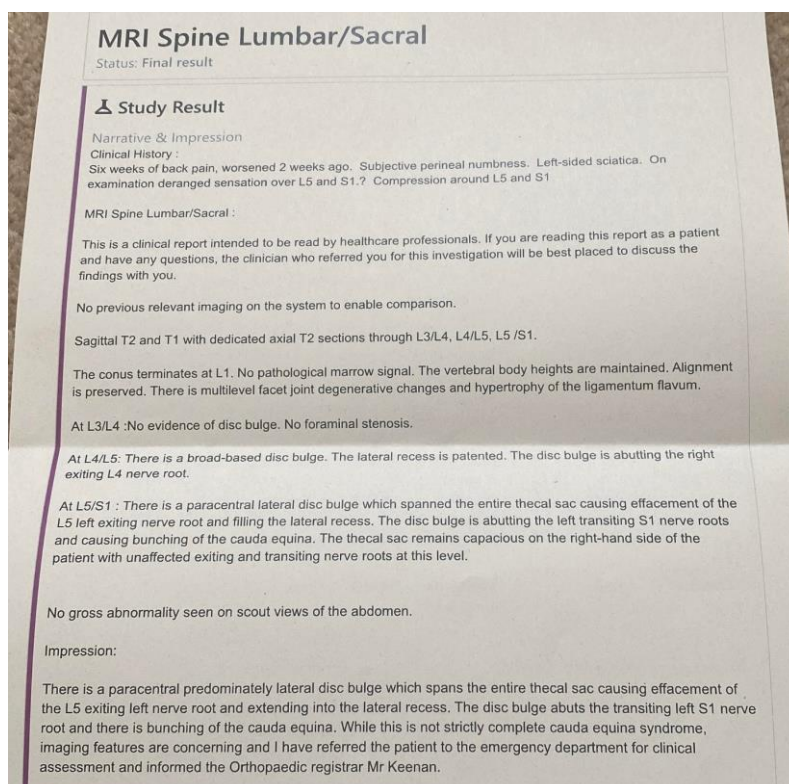 MRI Spine Lumbar/Sacral
Status: Final result
Study Result
Narrative & Impression
Clinical History :
Six weeks of back pain, worsened 2 weeks ago. Subjective perineal numbness. Left-sided sciatica. On
examination deranged sensation over L5 and S1.? Compression around L5 and S1
MRI Spine Lumbar/Sacral :
This is a clinical report intended to be read by healthcare professionals. If you are reading this report as a patient
and have any questions, the clinician who referred you for this investigation will be best placed to discuss the
findings with you.
No previous relevant imaging on the system to enable comparison.
Sagittal T2 and T1 with dedicated axial T2 sections through L3/L4, L4/L5, L5 /S1.
The conus terminates at L1. No pathological marrow signal. The vertebral body heights are maintained. Alignment
is preserved. There is multilevel facet joint degenerative changes and hypertrophy of the ligamentum flavum.
At L3/L4 :No evidence of disc bulge. No foraminal stenosis.
At L4/L5: There is a broad-based disc bulge. The lateral recess is patented. The disc bulge is abutting the right
exiting L4 nerve root.
At L5/S1 : There is a paracentral lateral disc bulge which spanned the entire thecal sac causing effacement of the
L5 left exiting nerve root and filling the lateral recess. The disc bulge is abutting the left transiting S1 nerve roots
and causing bunching of the cauda equina. The thecal sac remains capacious on the right-hand side of the
patient with unaffected exiting and transiting nerve roots at this level.
No gross abnormality seen on scout views of the abdomen.
Impression:
There is a paracentral predominately lateral disc bulge which spans the entire thecal sac causing effacement of
the L5 exiting left nerve root and extending into the lateral recess. The disc bulge abuts the transiting left S1 nerve
root and there is bunching of the cauda equina. While this is not strictly complete cauda equina syndrome,
imaging features are concerning and I have referred the patient to the emergency department for clinical
assessment and informed the Orthopaedic registrar Mr Keenan.